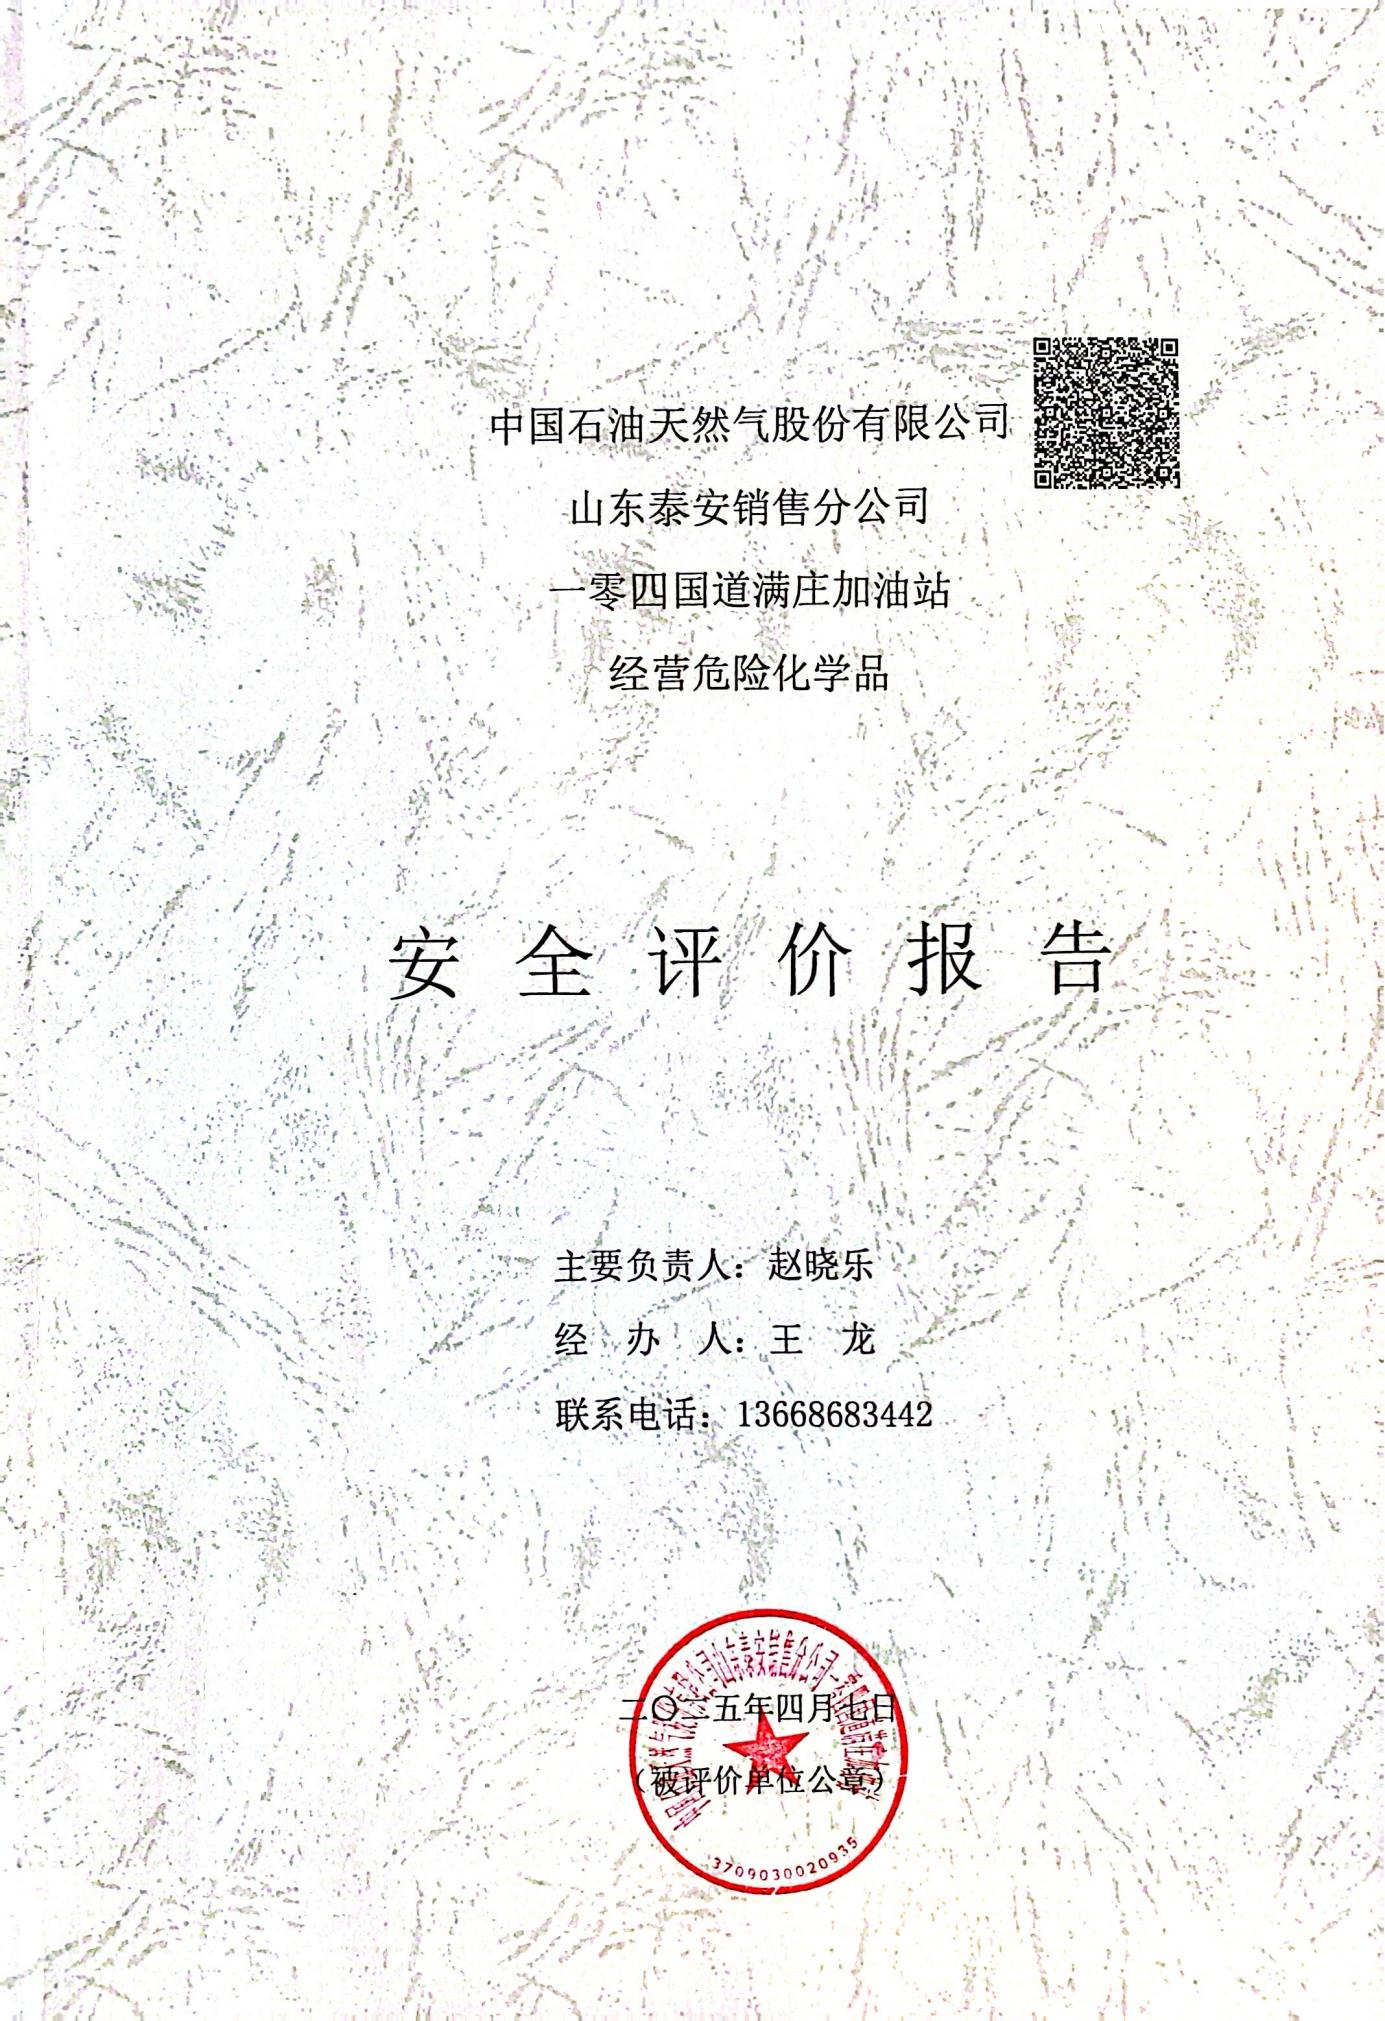 中国石油天然气股份有限公司
山东泰安销售分公司
一零四国道满庄加油站
经营危险化学品
安全评价报告
主要负责人：赵晓乐
经 办 人：王 龙
联系电话：13668683442
二〇二五年四月七日
（被评价单位公章）
3709030020935